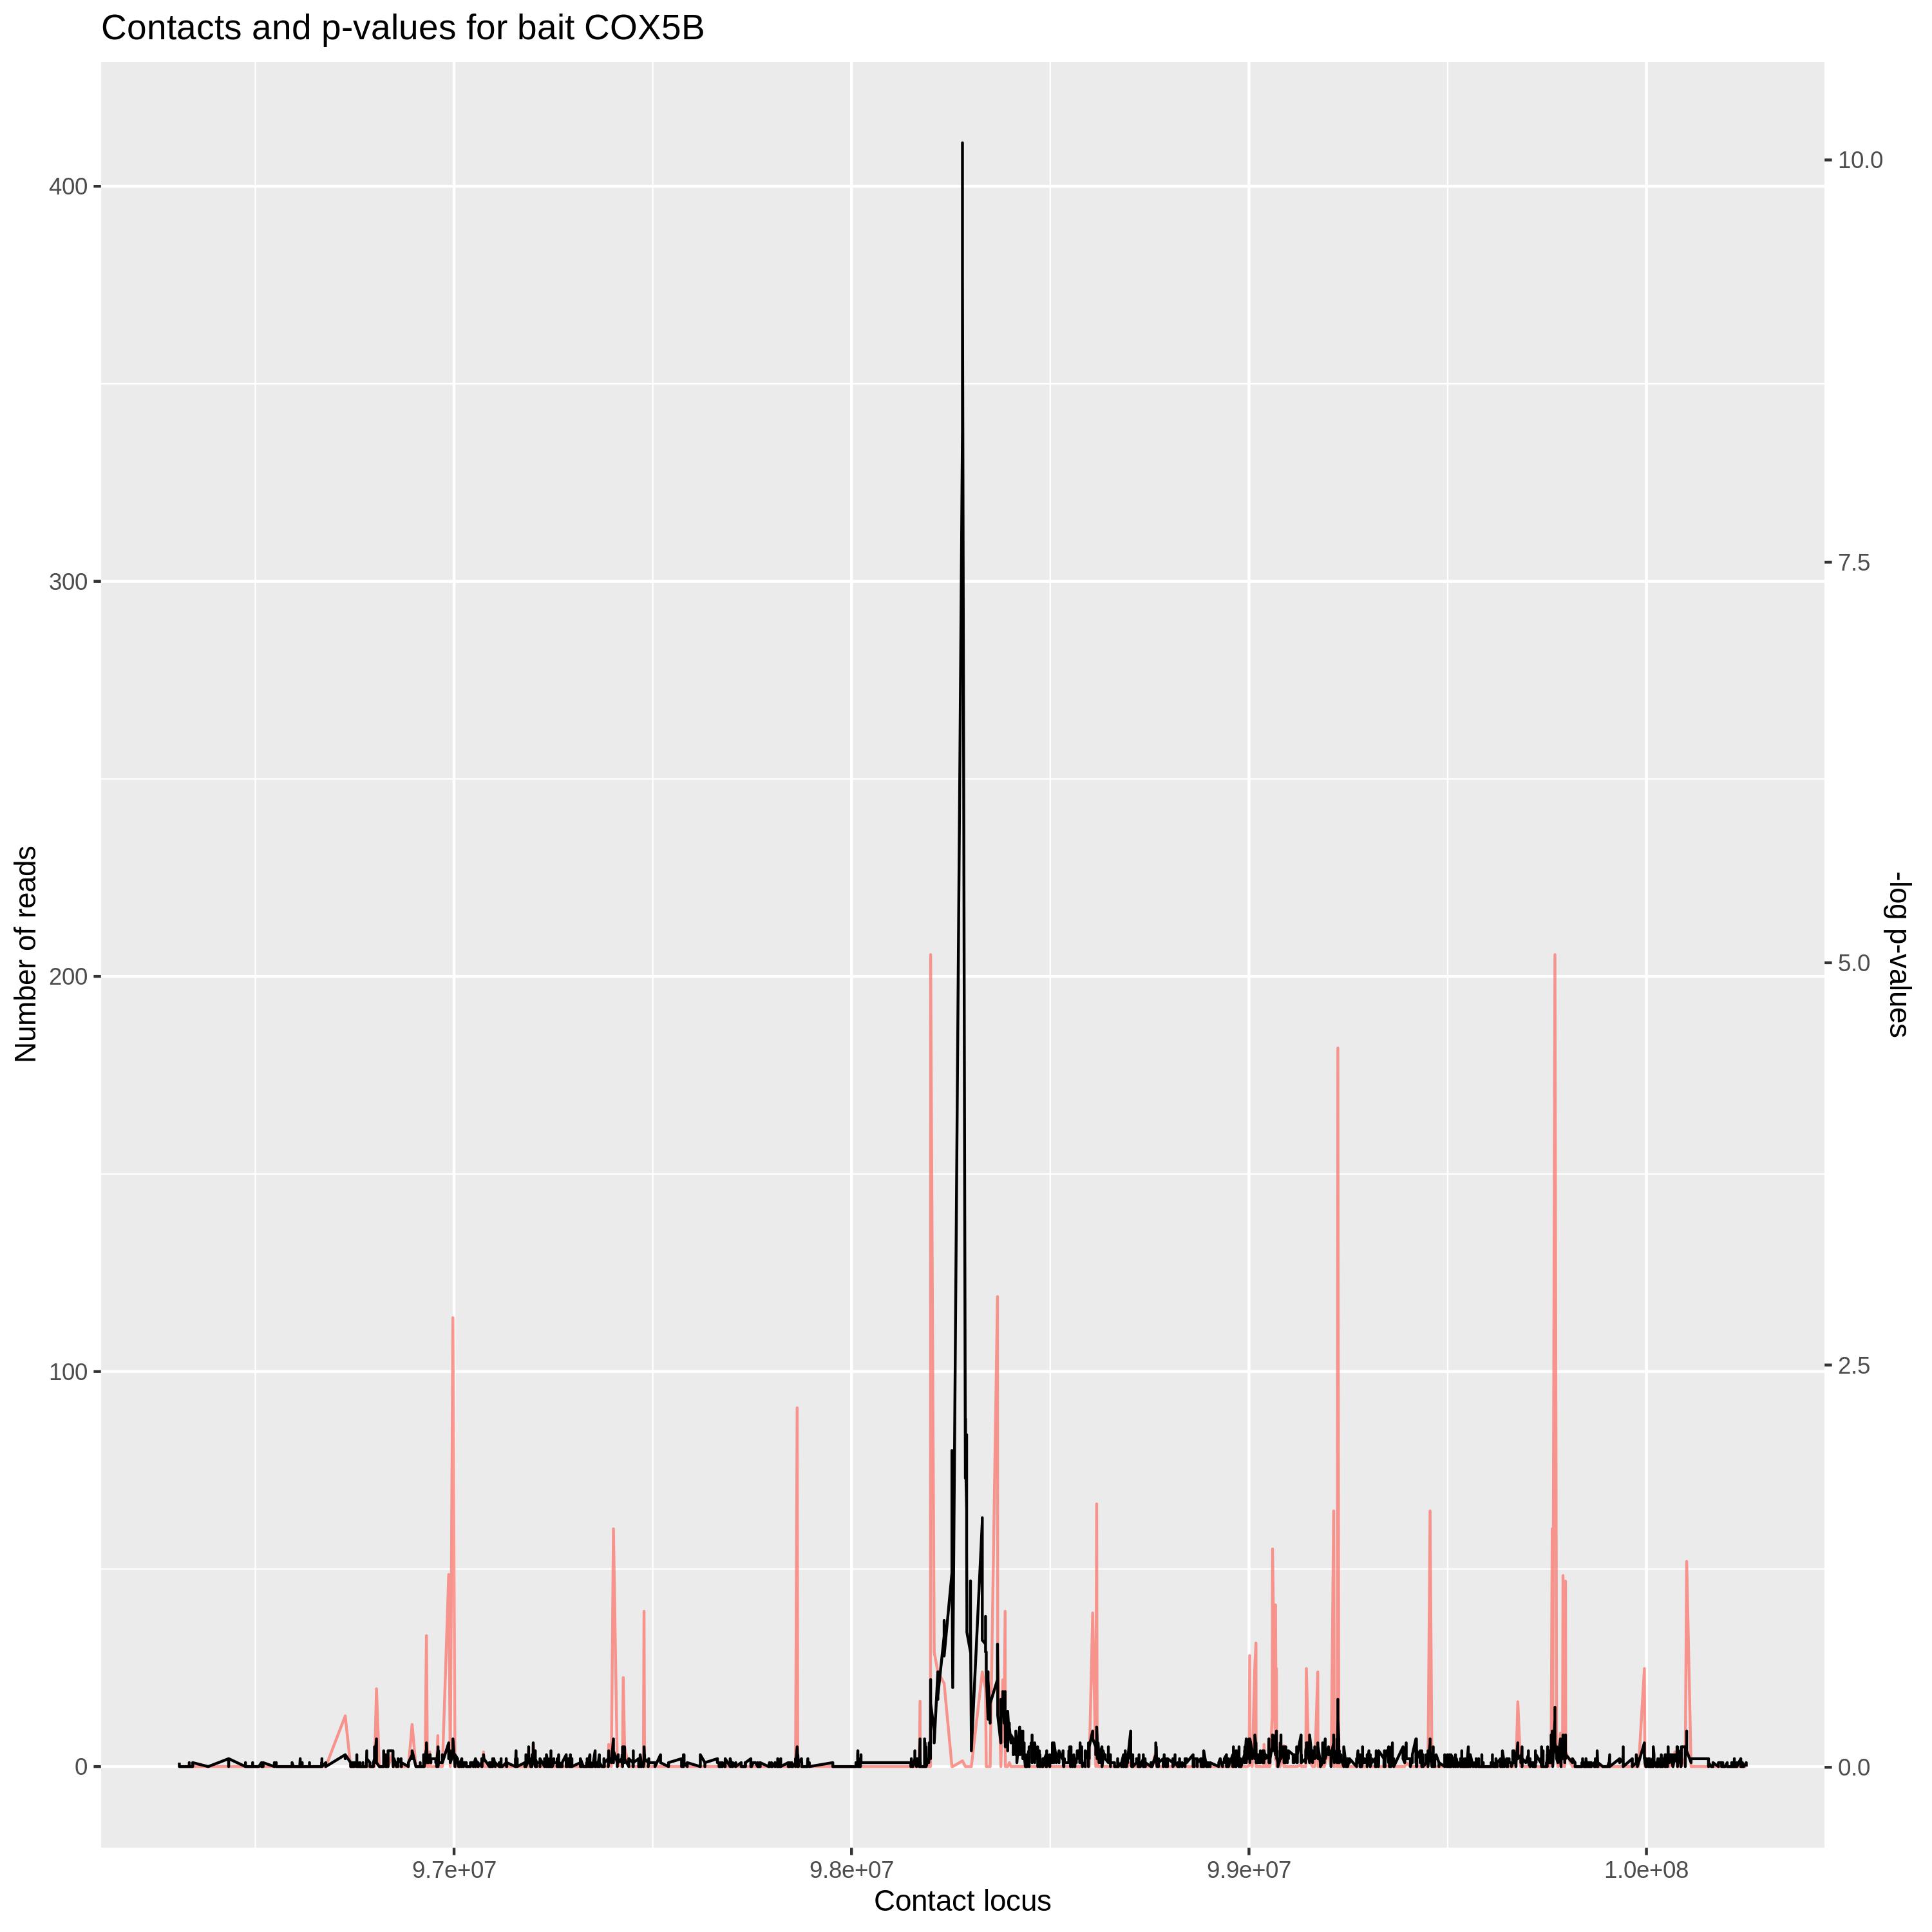 Contacts and p-values for bait COX5B
Number of reads
400
300
200
100
0
10.0
7.5
5.0
2.5
0.0
-log p-values
9.7e+07
9.8e+07
9.9e+07
1.0e+08
Contact locus